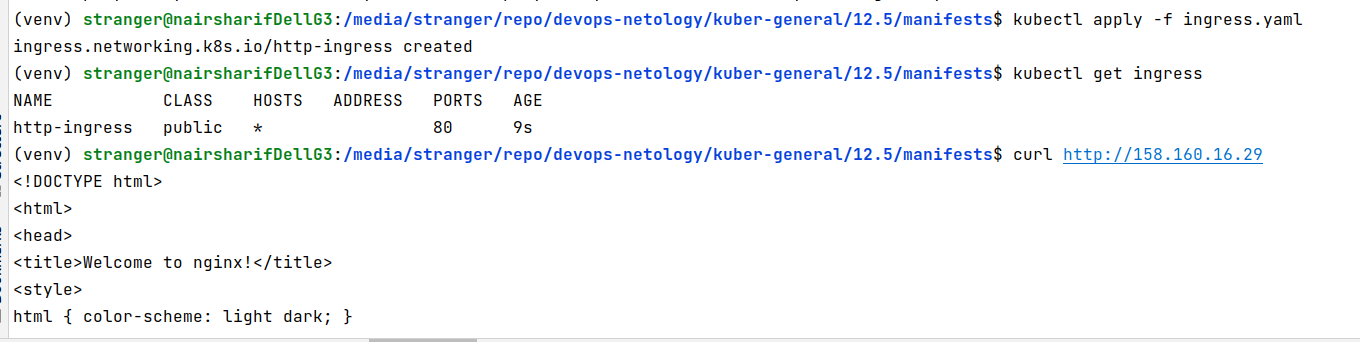 (venv) stranger@nairsharifDellG3:/media/stranger/repo/devops-netology/kuber-general/12.5/manifests$ kubectl apply -f ingress.yaml
ingress.networking.k8s.io/http-ingress created
(venv) stranger@nairsharifDellG3:/media/stranger/repo/devops-netology/kuber-general/12.5/manifests$ kubectl get ingress
NAME           CLASS    HOSTS   ADDRESS   PORTS   AGE
http-ingress   public   *                 80      9s
(venv) stranger@nairsharifDellG3:/media/stranger/repo/devops-netology/kuber-general/12.5/manifests$ curl http://158.160.16.29
<!DOCTYPE html>
<html>
<head>
<title>Welcome to nginx!</title>
<style>
html { color-scheme: light dark; }